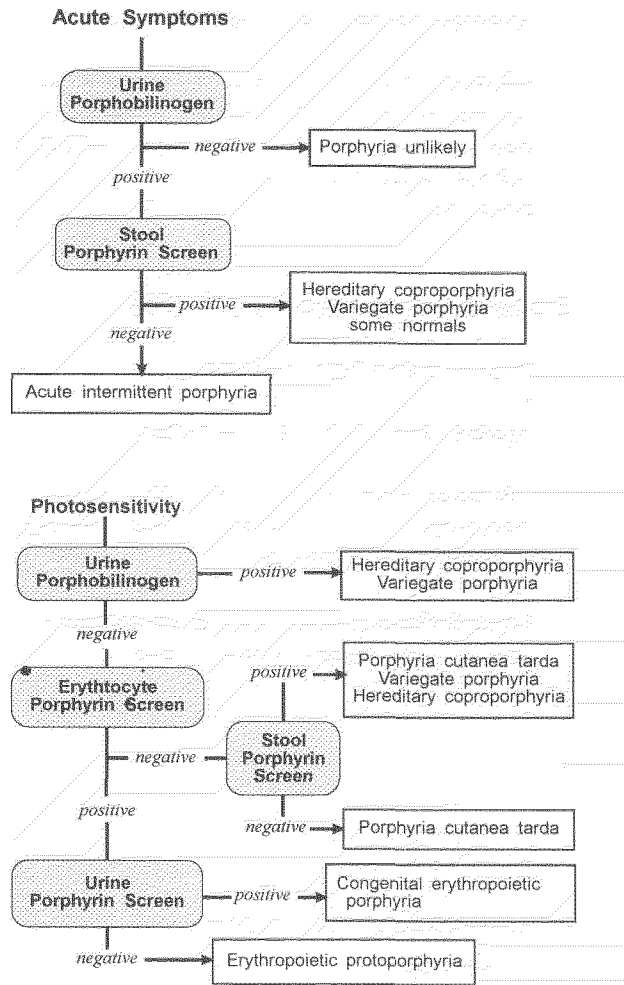 Acute Symptoms
Urine
Porphobilinogen
negative
Porphyria unlikely
positive
Stool
Porphyrin Screen
positive
Hereditary coproporphyria
Variegate porphyria
some normals
negative
Acute intermittent porphyria
Photosensitivity
Urine
Porphobilinogen
positive
Hereditary coproporphyria
Variegate porphyria
negative
Erythtocyte
Porphyrin Screen
positive
Porphyria cutanea tarda
Variegate porphyria
Hereditary coproporphyria
negative
Stool
Porphyrin
Screen
negative
Porphyria cutanea tarda
positive
Urine
Porphyrin Screen
positive
Congenital erythropoietic
porphyria
negative
Erythropoietic protoporphyria